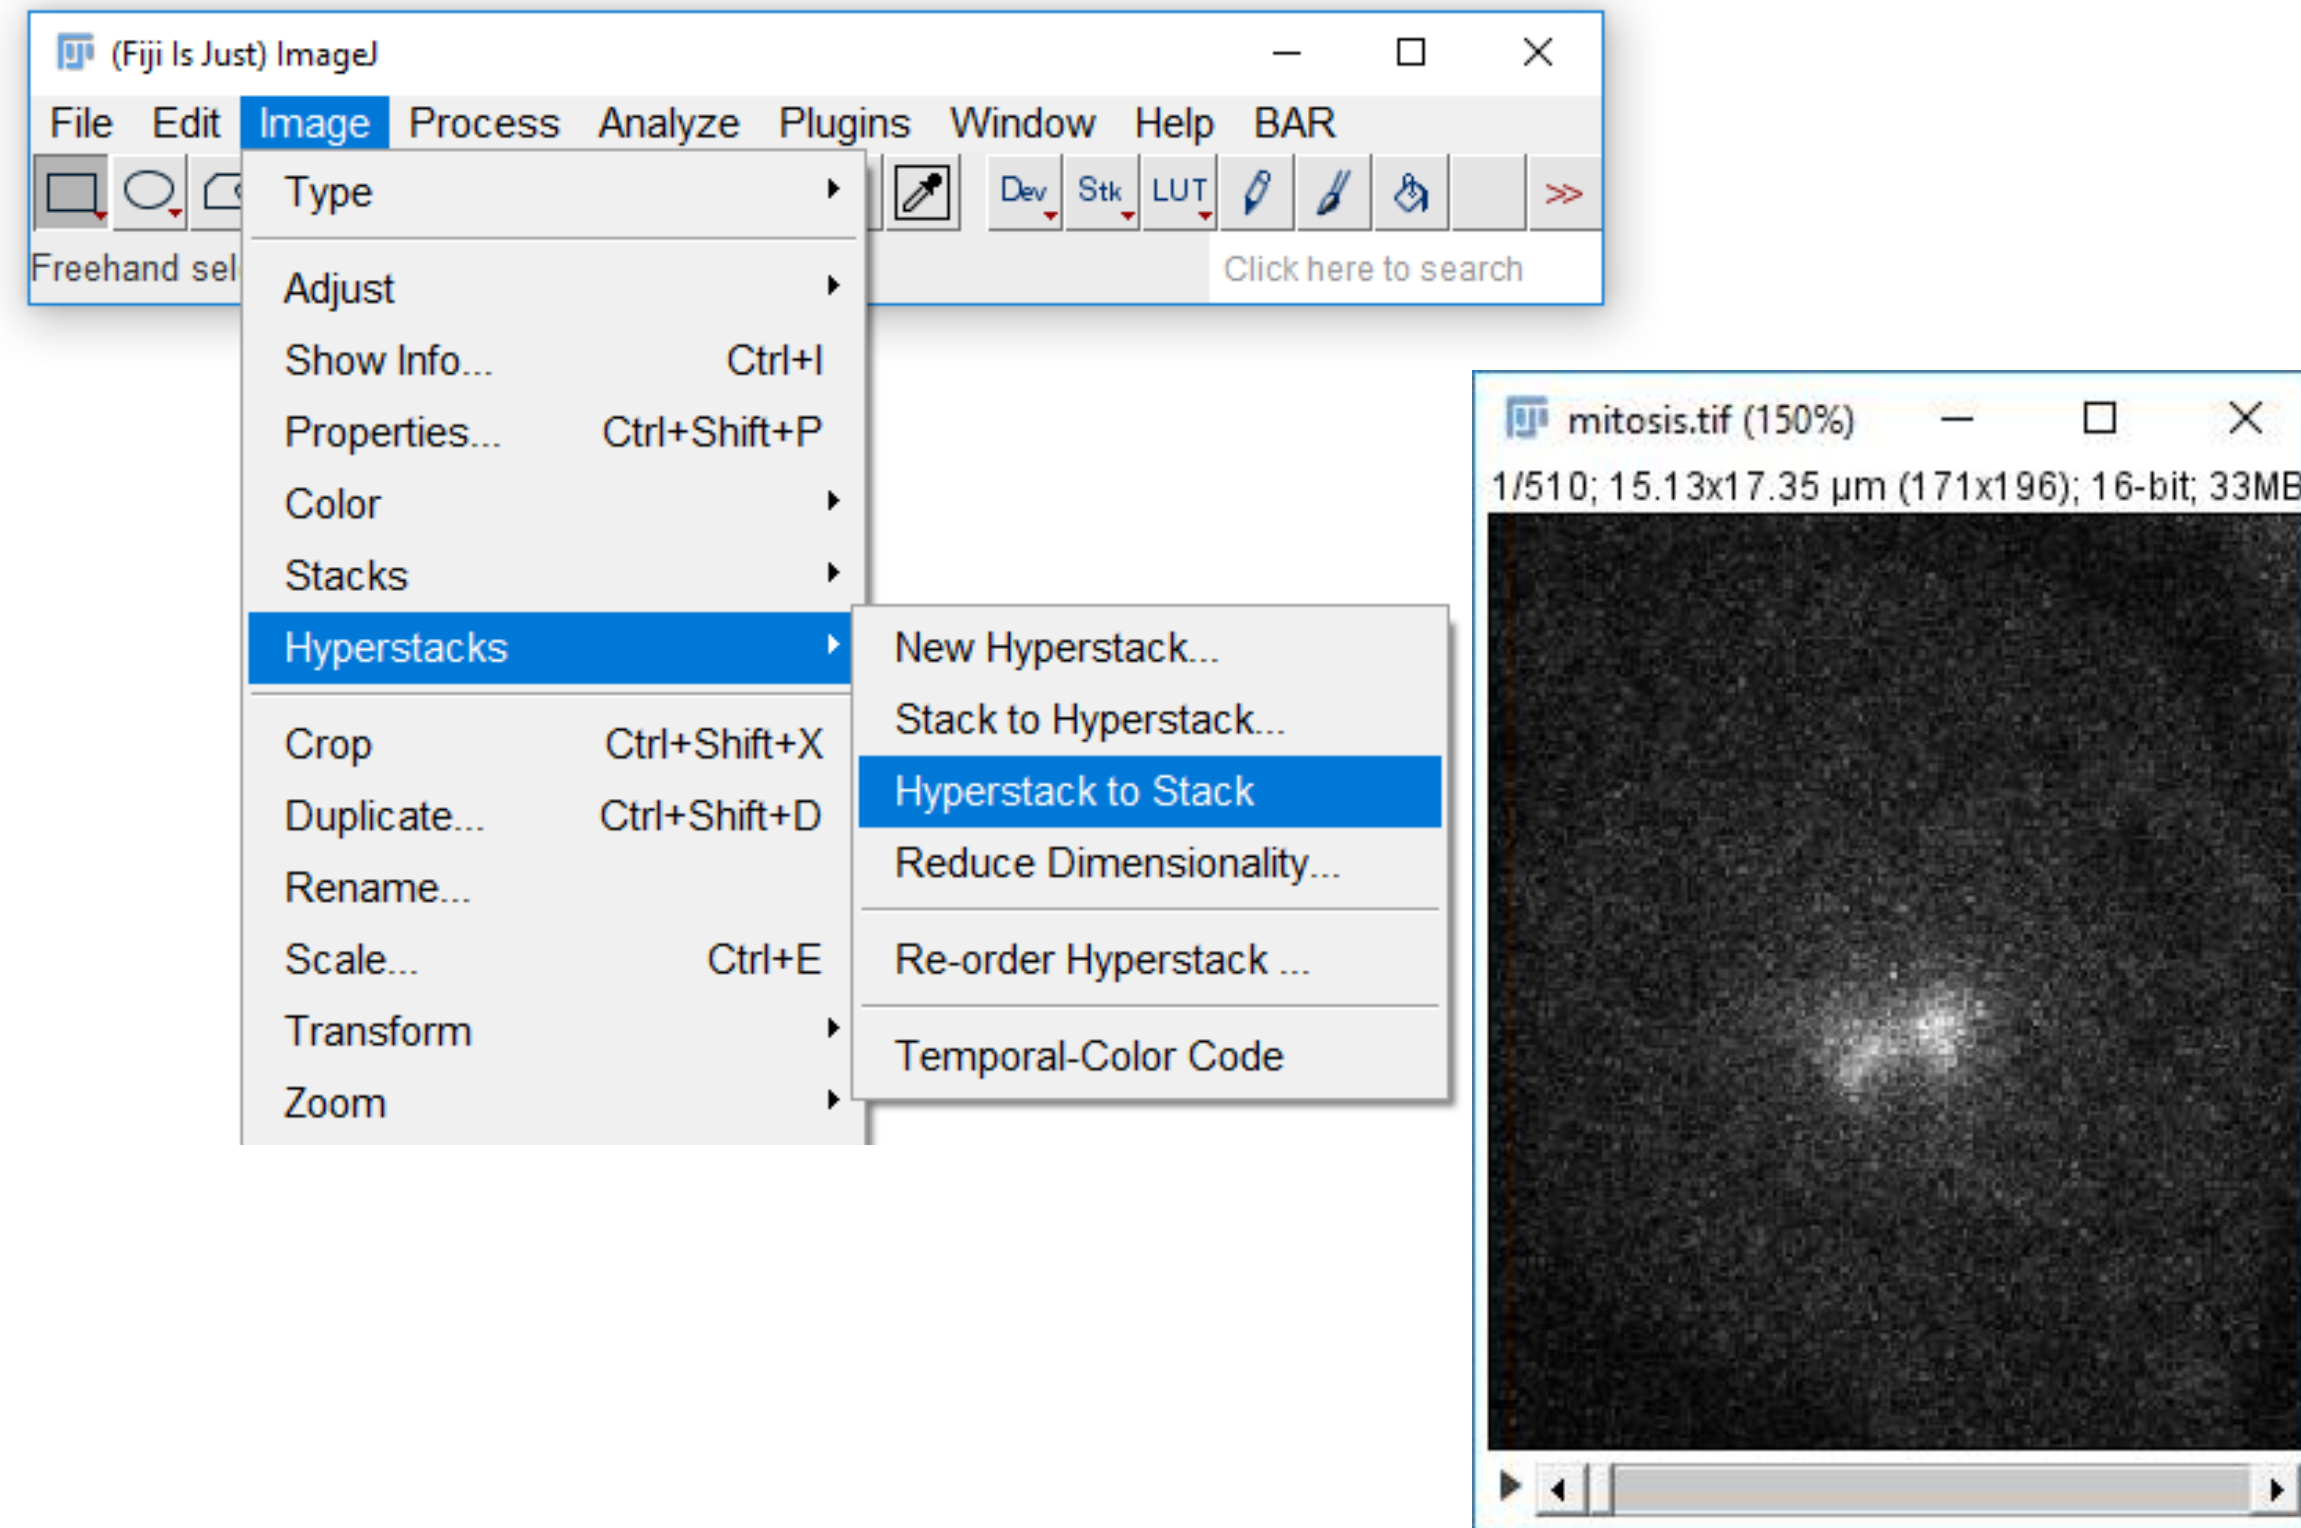 (Fiji Is Just) ImageJ
File Edit Image Process Analyze Plugins Window Help BAR
Dev Stk LUT >>
Freehand sel
Click here to search
Type
Adjust
Show Info... Ctrl+I
Properties... Ctrl+Shift+P
Color
Stacks
Hyperstacks
Crop Ctrl+Shift+X
Duplicate... Ctrl+Shift+D
Rename...
Scale... Ctrl+E
Transform
Zoom
New Hyperstack...
Stack to Hyperstack...
Hyperstack to Stack
Reduce Dimensionality...
Re-order Hyperstack ...
Temporal-Color Code
mitosis.tif (150%)
1/510; 15.13x17.35 µm (171x196); 16-bit; 33MB